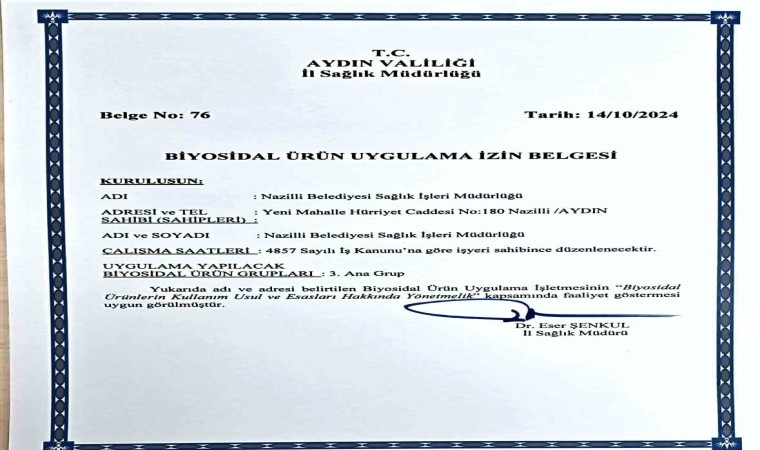 T.C.
AYDIN VALİLİĞİ
İl Sağlık Müdürlüğü
Belge No: 76 Tarih: 14/10/2024
BİYOSİDAL ÜRÜN UYGULAMA İZİN BELGESİ
KURULUSUN:
ADI : Nazilli Belediyesi Sağlık İşleri Müdürlüğü
ADRESİ ve TEL : Yeni Mahalle Hürriyet Caddesi No:180 Nazilli /AYDIN
SAHİBİ (SAHİPLERİ) :
ADI ve SOYADI : Nazilli Belediyesi Sağlık İşleri Müdürlüğü
ÇALIŞMA SAATLERİ : 4857 Sayılı İş Kanunu'na göre işyeri sahibince düzenlenecektir.
UYGULAMA YAPILACAK
BİYOSİDAL ÜRÜN GRUPLARI : 3. Ana Grup
Yukarıda adı ve adresi belirtilen Biyosidal Ürün Uygulama İşletmesinin "Biyosidal
Ürünlerin Kullanım Usul ve Esasları Hakkında Yönetmelik" kapsamında faaliyet göstermesi
uygun görülmüştür.
Dr. Eser ŞENKUL
İl Sağlık Müdürü